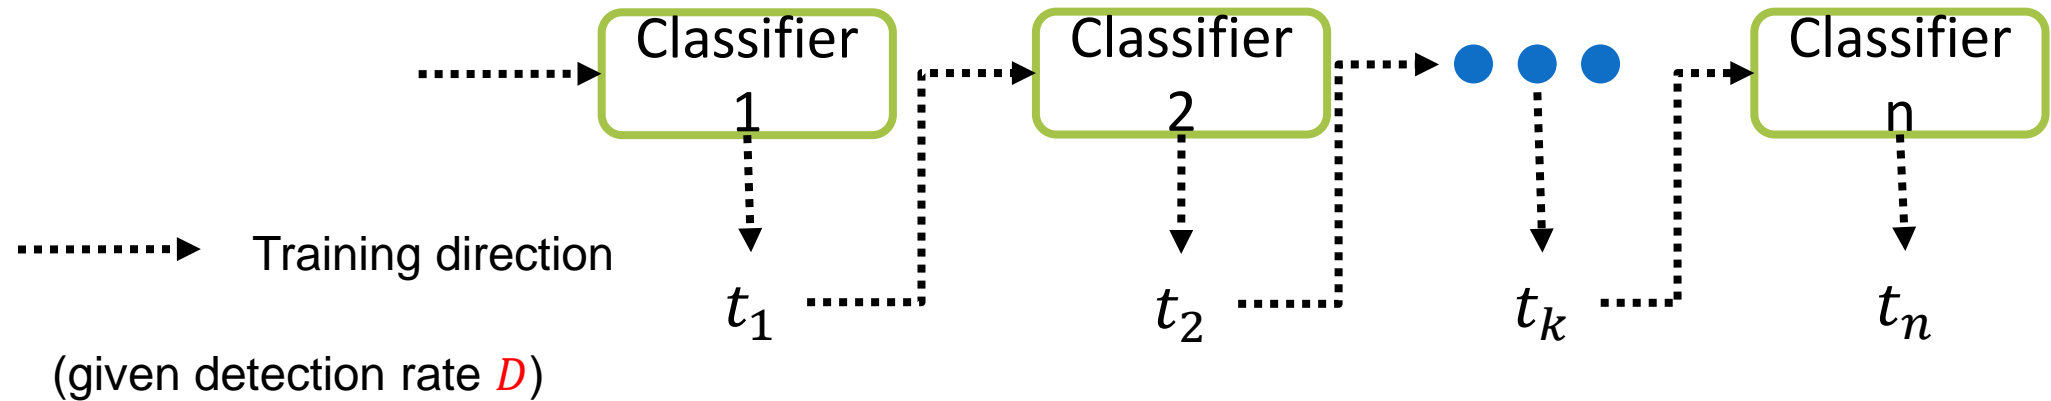 Classifier
1
Classifier
2
Classifier
n
Training direction
t₁
t₂
tₖ
tₙ
(given detection rate D)